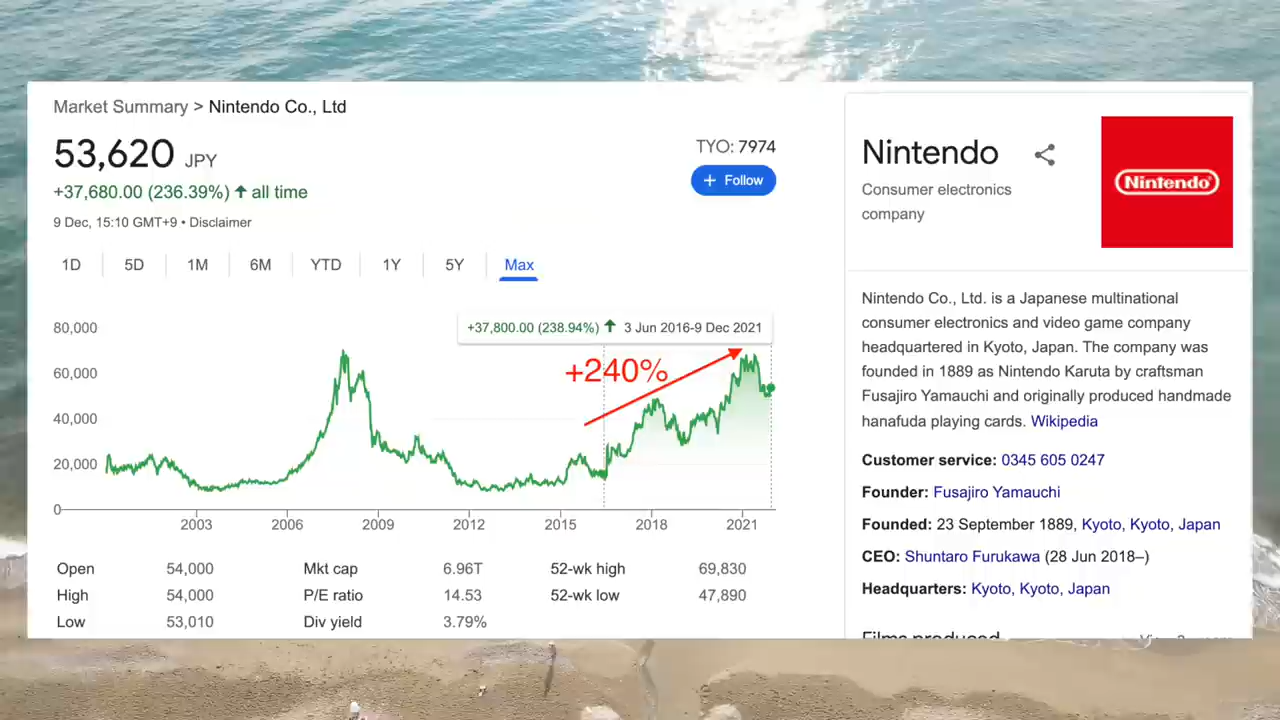 Market Summary > Nintendo Co., Ltd
53,620 JPY
+37,680.00 (236.39%) ↑ all time
9 Dec, 15:10 GMT+9 • Disclaimer
TYO: 7974
+ Follow
1D 5D 1M 6M YTD 1Y 5Y Max
+37,800.00 (238.94%) ↑ 3 Jun 2016-9 Dec 2021
+240%
80,000
60,000
40,000
20,000
0
2003 2006 2009 2012 2015 2018 2021
Open 54,000 Mkt cap 6.96T 52-wk high 69,830
High 54,000 P/E ratio 14.53 52-wk low 47,890
Low 53,010 Div yield 3.79%
Nintendo
Consumer electronics
company
Nintendo
Nintendo Co., Ltd. is a Japanese multinational
consumer electronics and video game company
headquartered in Kyoto, Japan. The company was
founded in 1889 as Nintendo Karuta by craftsman
Fusajiro Yamauchi and originally produced handmade
hanafuda playing cards. Wikipedia
Customer service: 0345 605 0247
Founder: Fusajiro Yamauchi
Founded: 23 September 1889, Kyoto, Kyoto, Japan
CEO: Shuntaro Furukawa (28 Jun 2018–)
Headquarters: Kyoto, Kyoto, Japan
Films produced